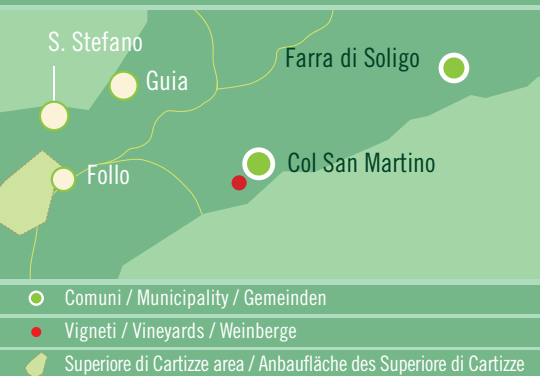 S. Stefano
Farra di Soligo
Guia
Col San Martino
Follo
Comuni / Municipality / Gemeinden
Vigneti / Vineyards / Weinberge
Superiore di Cartizze area / Anbaufläche des Superiore di Cartizze